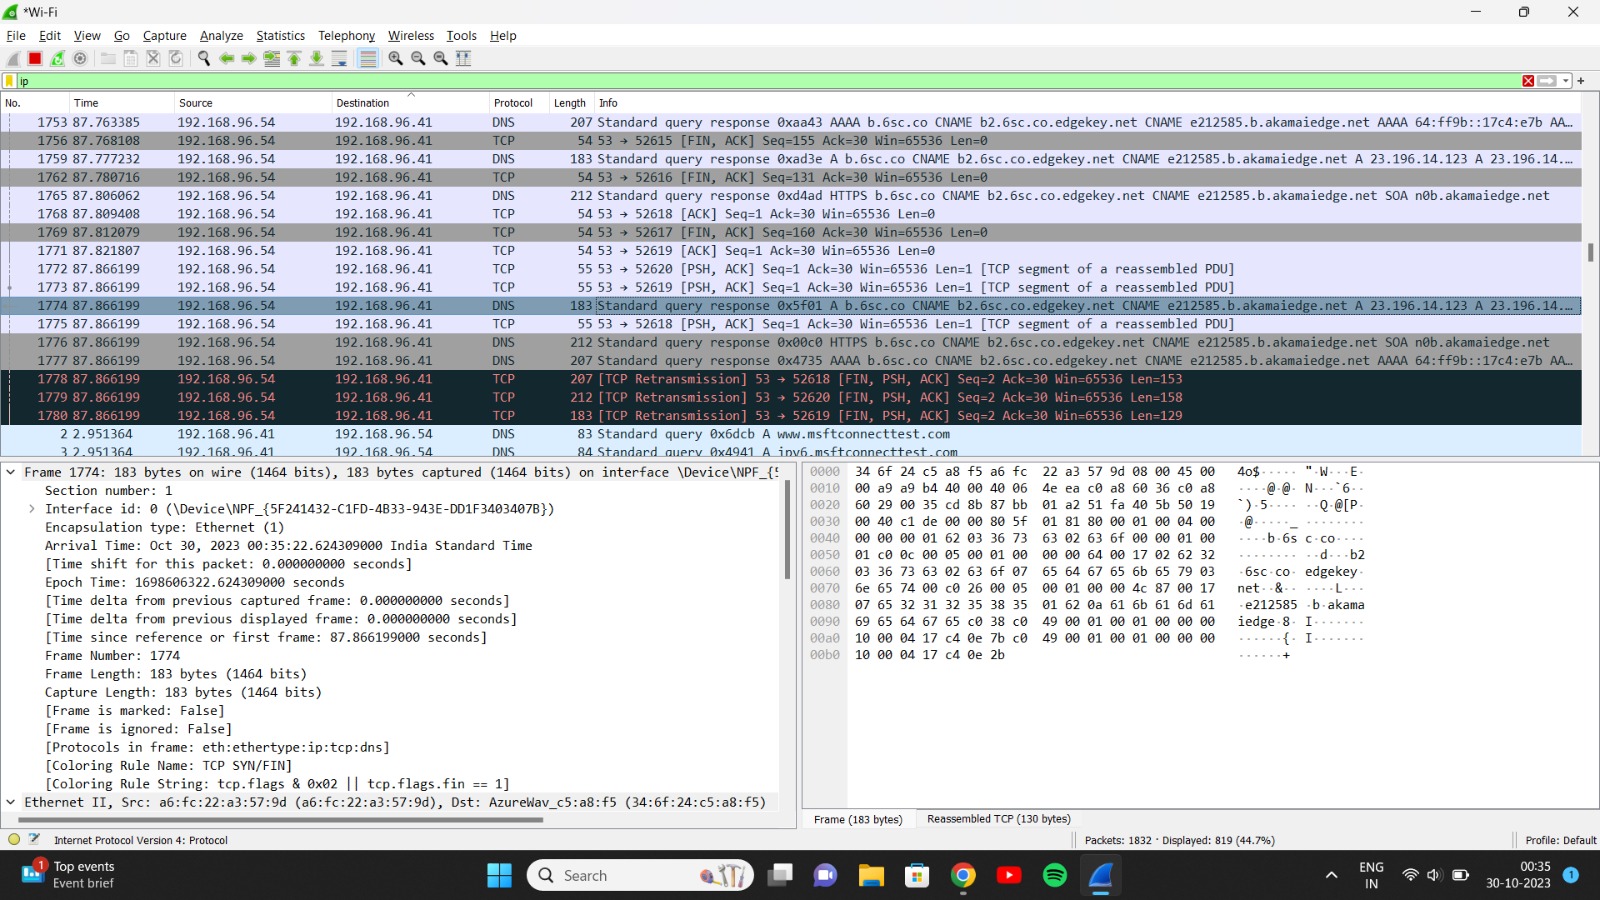 *Wi-Fi
File Edit View Go Capture Analyze Statistics Telephony Wireless Tools Help
ip
No. Time Source Destination Protocol Length Info
1753 87.763385 192.168.96.54 192.168.96.41 DNS 207 Standard query response 0xaa43 AAAA b.6sc.co CNAME b2.6sc.co.edgekey.net CNAME e212585.b.akamaiedge.net AAAA 64:ff9b::17c4:e7b AA…
1756 87.768108 192.168.96.54 192.168.96.41 TCP 54 53 → 52615 [FIN, ACK] Seq=155 Ack=30 Win=65536 Len=0
1759 87.777232 192.168.96.54 192.168.96.41 DNS 183 Standard query response 0xad3e A b.6sc.co CNAME b2.6sc.co.edgekey.net CNAME e212585.b.akamaiedge.net A 23.196.14.123 A 23.196.14.…
1762 87.780716 192.168.96.54 192.168.96.41 TCP 54 53 → 52616 [FIN, ACK] Seq=131 Ack=30 Win=65536 Len=0
1765 87.806062 192.168.96.54 192.168.96.41 DNS 212 Standard query response 0xd4ad HTTPS b.6sc.co CNAME b2.6sc.co.edgekey.net CNAME e212585.b.akamaiedge.net SOA n0b.akamaiedge.net
1768 87.809408 192.168.96.54 192.168.96.41 TCP 54 53 → 52618 [ACK] Seq=1 Ack=30 Win=65536 Len=0
1769 87.812079 192.168.96.54 192.168.96.41 TCP 54 53 → 52617 [FIN, ACK] Seq=160 Ack=30 Win=65536 Len=0
1771 87.821807 192.168.96.54 192.168.96.41 TCP 54 53 → 52619 [ACK] Seq=1 Ack=30 Win=65536 Len=0
1772 87.866199 192.168.96.54 192.168.96.41 TCP 55 53 → 52620 [PSH, ACK] Seq=1 Ack=30 Win=65536 Len=1 [TCP segment of a reassembled PDU]
1773 87.866199 192.168.96.54 192.168.96.41 TCP 55 53 → 52619 [PSH, ACK] Seq=1 Ack=30 Win=65536 Len=1 [TCP segment of a reassembled PDU]
1774 87.866199 192.168.96.54 192.168.96.41 DNS 183 Standard query response 0x5f01 A b.6sc.co CNAME b2.6sc.co.edgekey.net CNAME e212585.b.akamaiedge.net A 23.196.14.123 A 23.196.14.…
1775 87.866199 192.168.96.54 192.168.96.41 TCP 55 53 → 52618 [PSH, ACK] Seq=1 Ack=30 Win=65536 Len=1 [TCP segment of a reassembled PDU]
1776 87.866199 192.168.96.54 192.168.96.41 DNS 212 Standard query response 0x00c0 HTTPS b.6sc.co CNAME b2.6sc.co.edgekey.net CNAME e212585.b.akamaiedge.net SOA n0b.akamaiedge.net
1777 87.866199 192.168.96.54 192.168.96.41 DNS 207 Standard query response 0x4735 AAAA b.6sc.co CNAME b2.6sc.co.edgekey.net CNAME e212585.b.akamaiedge.net AAAA 64:ff9b::17c4:e7b AA…
1778 87.866199 192.168.96.54 192.168.96.41 TCP 207 [TCP Retransmission] 53 → 52618 [FIN, PSH, ACK] Seq=2 Ack=30 Win=65536 Len=153
1779 87.866199 192.168.96.54 192.168.96.41 TCP 212 [TCP Retransmission] 53 → 52620 [FIN, PSH, ACK] Seq=2 Ack=30 Win=65536 Len=158
1780 87.866199 192.168.96.54 192.168.96.41 TCP 183 [TCP Retransmission] 53 → 52619 [FIN, PSH, ACK] Seq=2 Ack=30 Win=65536 Len=129
2 2.951364 192.168.96.41 192.168.96.54 DNS 83 Standard query 0x6dcb A www.msftconnecttest.com
3 2.951364 192.168.96.41 192.168.96.54 DNS 84 Standard query 0x4941 A ipv6.msftconnecttest.com
Frame 1774: 183 bytes on wire (1464 bits), 183 bytes captured (1464 bits) on interface \Device\NPF_{5
Section number: 1
Interface id: 0 (\Device\NPF_{5F241432-C1FD-4B33-943E-DD1F3403407B})
Encapsulation type: Ethernet (1)
Arrival Time: Oct 30, 2023 00:35:22.624309000 India Standard Time
[Time shift for this packet: 0.000000000 seconds]
Epoch Time: 1698606322.624309000 seconds
[Time delta from previous captured frame: 0.000000000 seconds]
[Time delta from previous displayed frame: 0.000000000 seconds]
[Time since reference or first frame: 87.866199000 seconds]
Frame Number: 1774
Frame Length: 183 bytes (1464 bits)
Capture Length: 183 bytes (1464 bits)
[Frame is marked: False]
[Frame is ignored: False]
[Protocols in frame: eth:ethertype:ip:tcp:dns]
[Coloring Rule Name: TCP SYN/FIN]
[Coloring Rule String: tcp.flags & 0x02 || tcp.flags.fin == 1]
Ethernet II, Src: a6:fc:22:a3:57:9d (a6:fc:22:a3:57:9d), Dst: AzureWav_c5:a8:f5 (34:6f:24:c5:a8:f5)
0000 34 6f 24 c5 a8 f5 a6 fc 22 a3 57 9d 08 00 45 00 4o$····· "·W···E·
0010 00 a9 a9 b4 40 00 40 06 4e ea c0 a8 60 36 c0 a8 ····@·@· N···`6··
0020 60 29 00 35 cd 8b 87 bb 01 a2 51 fa 40 5b 50 19 `)·5···· ··Q·@[P·
0030 00 40 c1 de 00 00 80 5f 01 81 80 00 01 00 04 00 ·@·····_ ········
0040 00 00 00 01 62 03 36 73 63 02 63 6f 00 00 01 00 ····b·6s c·co····
0050 01 c0 0c 00 05 00 01 00 00 00 64 00 17 02 62 32 ········ ··d···b2
0060 03 36 73 63 02 63 6f 07 65 64 67 65 6b 65 79 03 ·6sc·co· edgekey·
0070 6e 65 74 00 c0 26 00 05 00 01 00 00 4c 87 00 17 net··&·· ····L···
0080 07 65 32 31 32 35 38 35 01 62 0a 61 6b 61 6d 61 ·e212585 ·b·akama
69 65 64 67 65 c0 38 c0 49 00 01 00 01 00 00 00 iedge·8· I·······
00a0 10 00 04 17 c4 0e 7b c0 49 00 01 00 01 00 00 00 ······{· I·······
00b0 10 00 04 17 c4 0e 2b ······+
Frame (183 bytes) Reassembled TCP (130 bytes)
Internet Protocol Version 4: Protocol Packets: 1832 · Displayed: 819 (44.7%) Profile: Default
1 Top events
Event brief
Search
ENG
IN
00:35
30-10-2023
1